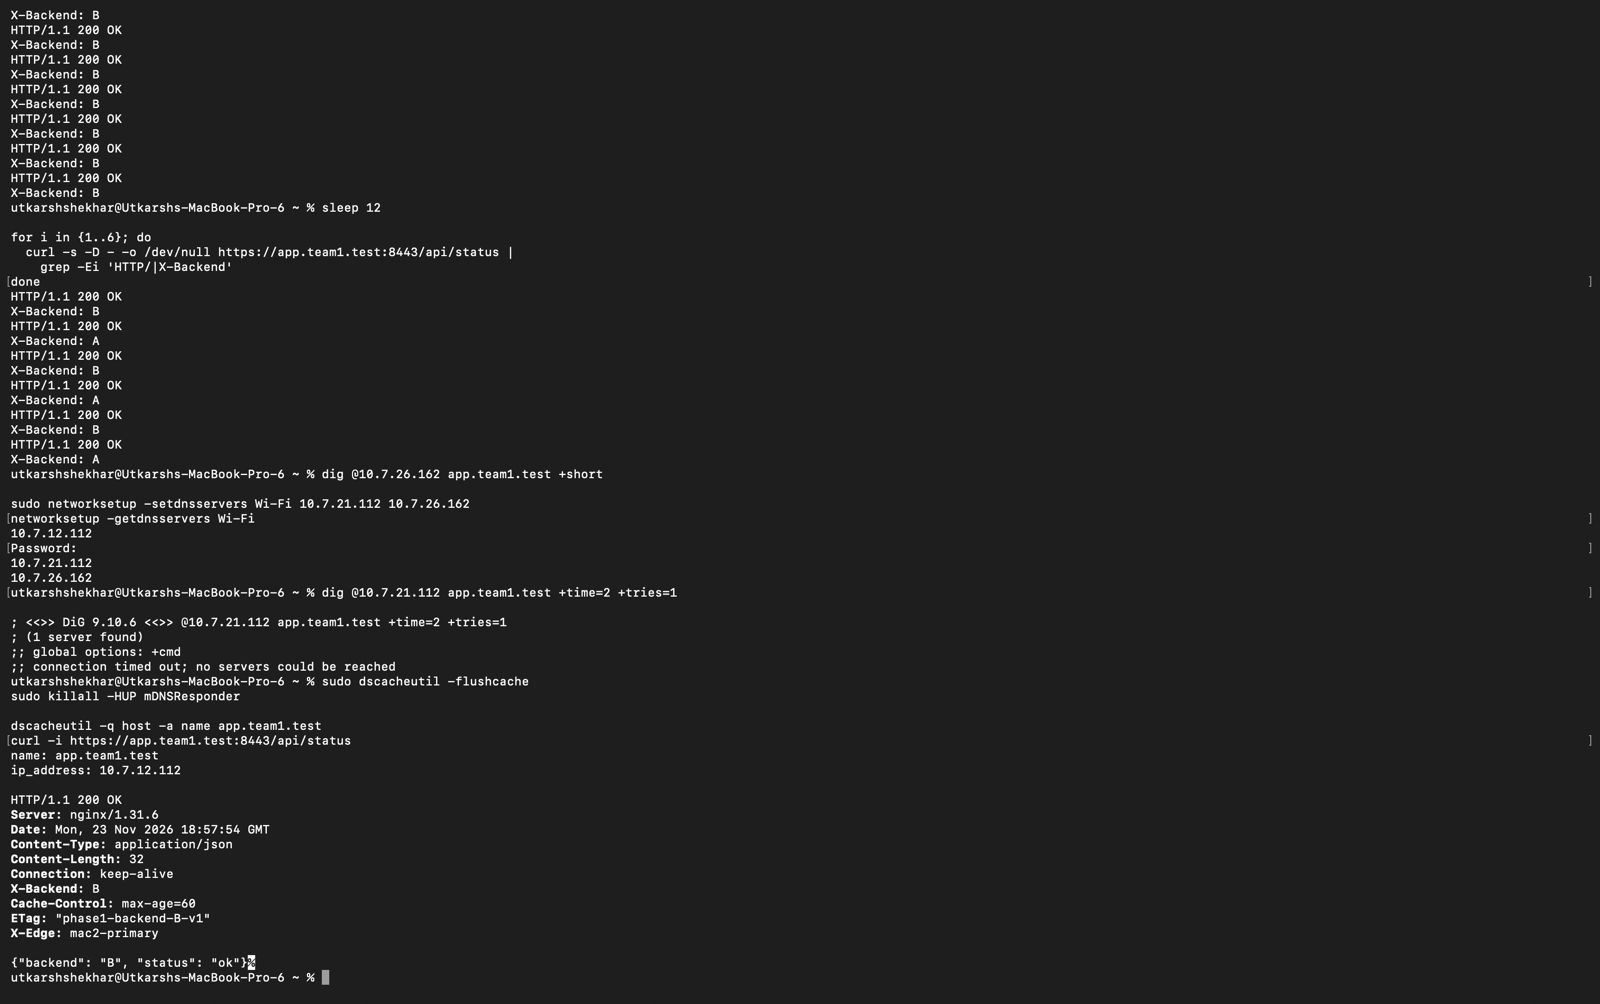 X-Backend: B
HTTP/1.1 200 OK
X-Backend: B
HTTP/1.1 200 OK
X-Backend: B
HTTP/1.1 200 OK
X-Backend: B
HTTP/1.1 200 OK
X-Backend: B
HTTP/1.1 200 OK
X-Backend: B
HTTP/1.1 200 OK
X-Backend: B
utkarshshekhar@Utkarshs-MacBook-Pro-6 ~ % sleep 12
for i in {1..6}; do
  curl -s -D - -o /dev/null https://app.team1.test:8443/api/status |
    grep -Ei 'HTTP/|X-Backend'
[done ]
HTTP/1.1 200 OK
X-Backend: B
HTTP/1.1 200 OK
X-Backend: A
HTTP/1.1 200 OK
X-Backend: B
HTTP/1.1 200 OK
X-Backend: A
HTTP/1.1 200 OK
X-Backend: B
HTTP/1.1 200 OK
X-Backend: A
utkarshshekhar@Utkarshs-MacBook-Pro-6 ~ % dig @10.7.26.162 app.team1.test +short
sudo networksetup -setdnsservers Wi-Fi 10.7.21.112 10.7.26.162
[networksetup -getdnsservers Wi-Fi ]
10.7.12.112
[Password: ]
10.7.21.112
10.7.26.162
[utkarshshekhar@Utkarshs-MacBook-Pro-6 ~ % dig @10.7.21.112 app.team1.test +time=2 +tries=1 ]
; <<>> DiG 9.10.6 <<>> @10.7.21.112 app.team1.test +time=2 +tries=1
; (1 server found)
;; global options: +cmd
;; connection timed out; no servers could be reached
utkarshshekhar@Utkarshs-MacBook-Pro-6 ~ % sudo dscacheutil -flushcache
sudo killall -HUP mDNSResponder
dscacheutil -q host -a name app.team1.test
[curl -i https://app.team1.test:8443/api/status ]
name: app.team1.test
ip_address: 10.7.12.112
HTTP/1.1 200 OK
Server: nginx/1.31.6
Date: Mon, 23 Nov 2026 18:57:54 GMT
Content-Type: application/json
Content-Length: 32
Connection: keep-alive
X-Backend: B
Cache-Control: max-age=60
ETag: "phase1-backend-B-v1"
X-Edge: mac2-primary
{"backend": "B", "status": "ok"}%
utkarshshekhar@Utkarshs-MacBook-Pro-6 ~ %